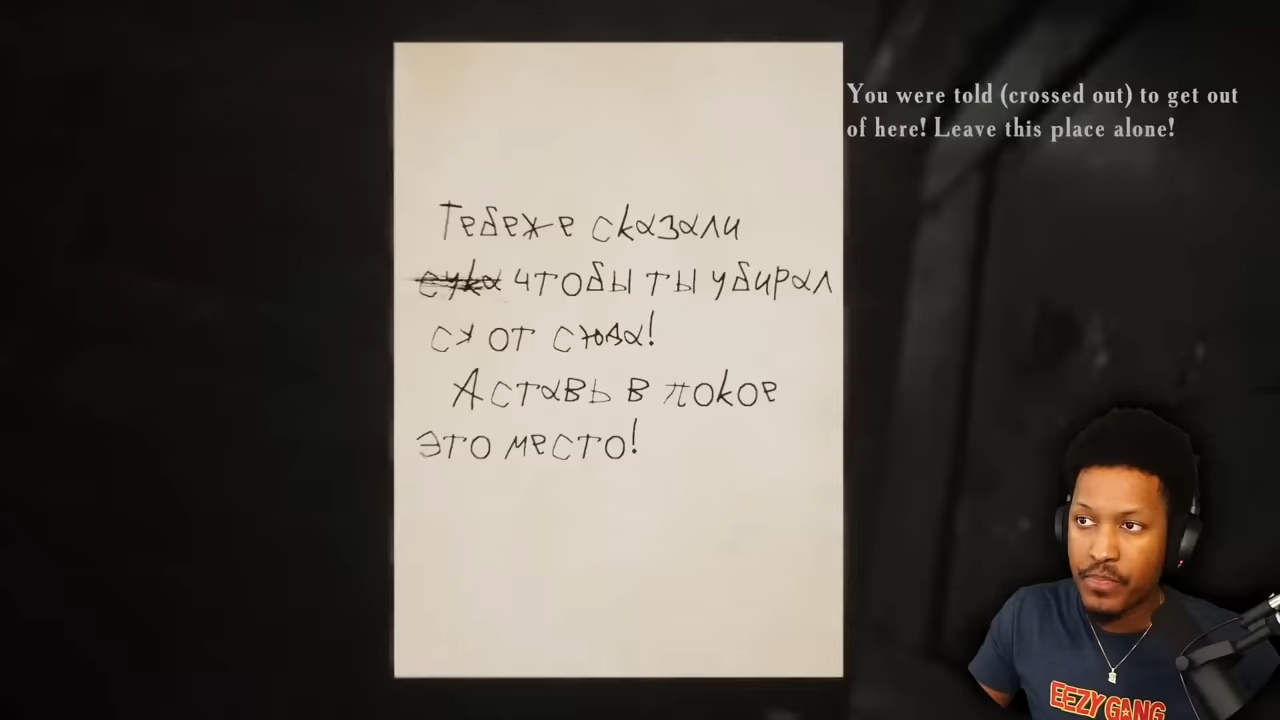 You were told (crossed out) to get out
of here! Leave this place alone!
Тебеже сказали
сука чтобы ты убирал
ся от сюда!
Аставь в покое
это место!
EEZY GANG